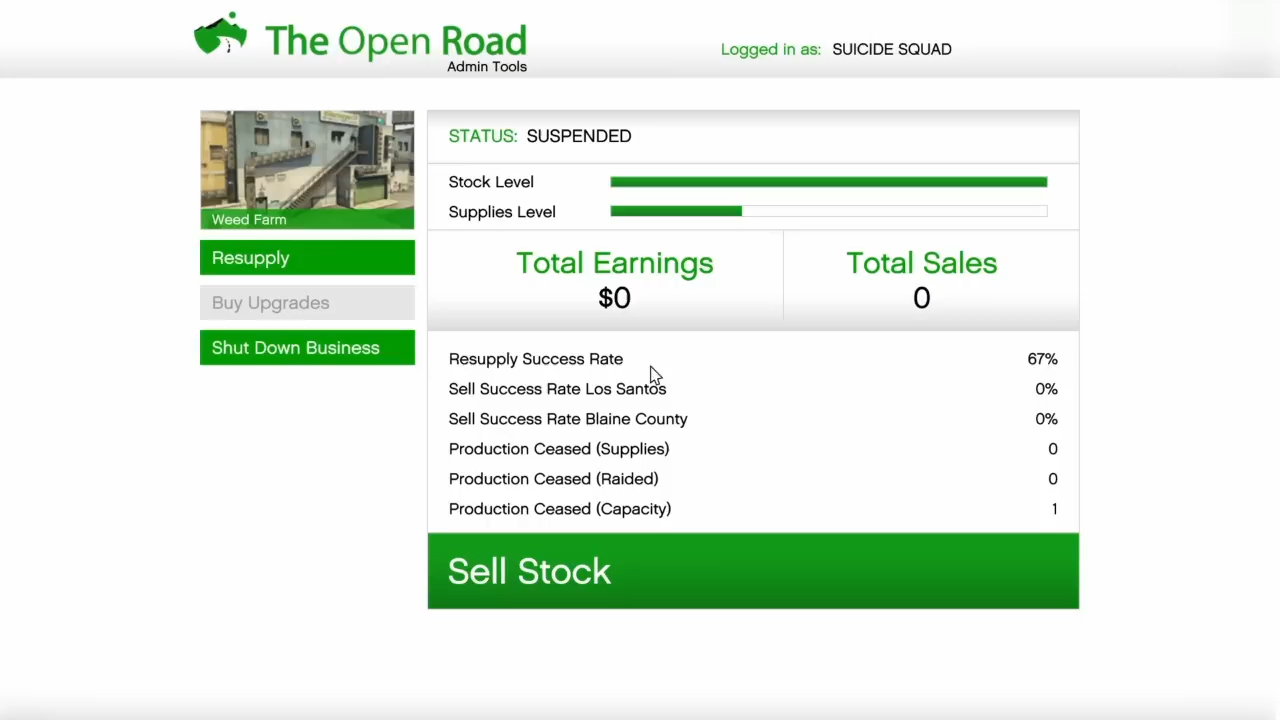 The Open Road
Admin Tools
Logged in as: SUICIDE SQUAD
Weed Farm
Resupply
Buy Upgrades
Shut Down Business
STATUS: SUSPENDED
Stock Level
Supplies Level
Total Earnings
$0
Total Sales
0
Resupply Success Rate 67%
Sell Success Rate Los Santos 0%
Sell Success Rate Blaine County 0%
Production Ceased (Supplies) 0
Production Ceased (Raided) 0
Production Ceased (Capacity) 1
Sell Stock